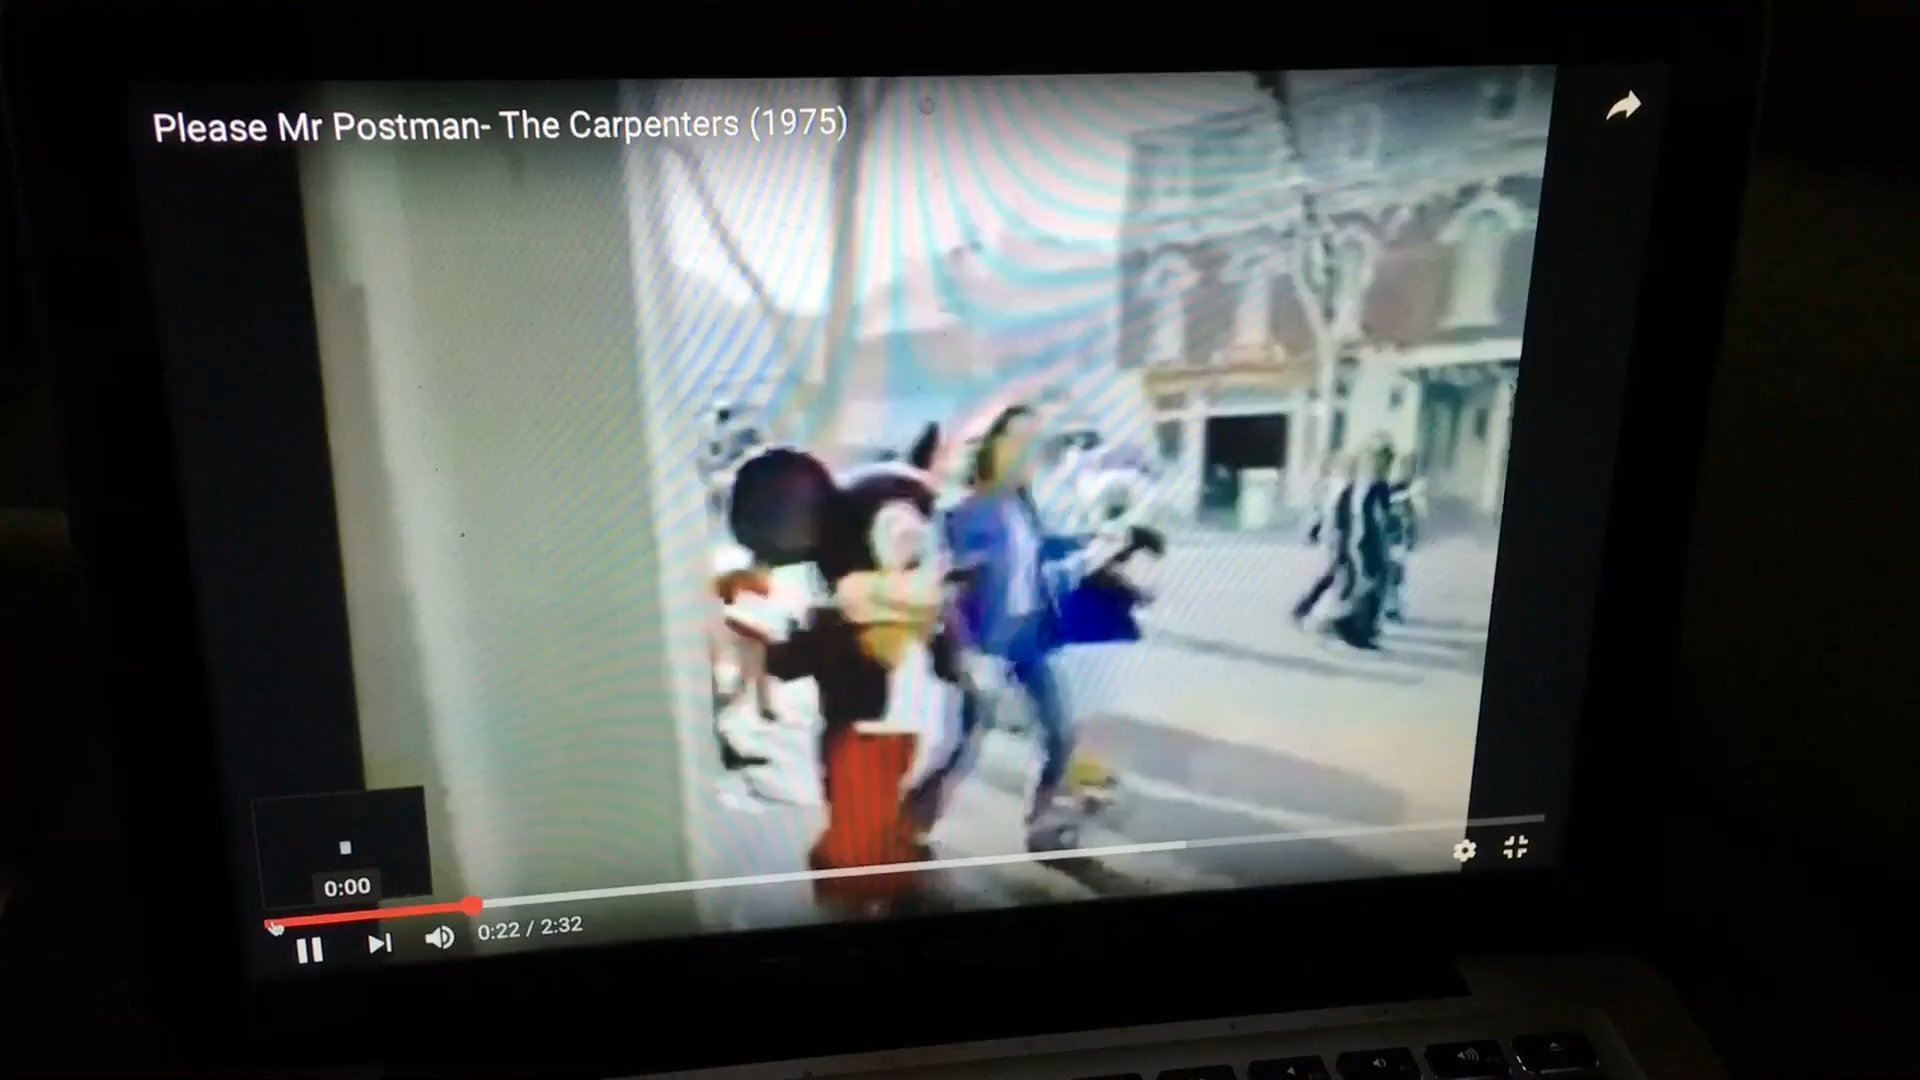 Please Mr Postman- The Carpenters (1975)
0:00
0:22 / 2:32